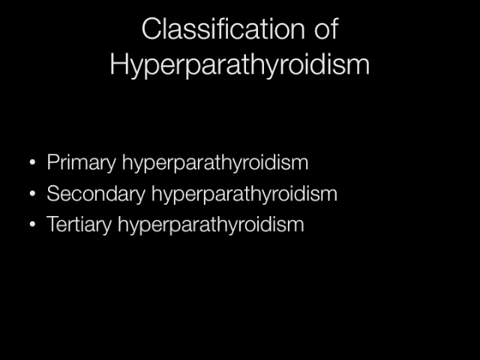 Classification of
Hyperparathyroidism
• Primary hyperparathyroidism
• Secondary hyperparathyroidism
• Tertiary hyperparathyroidism